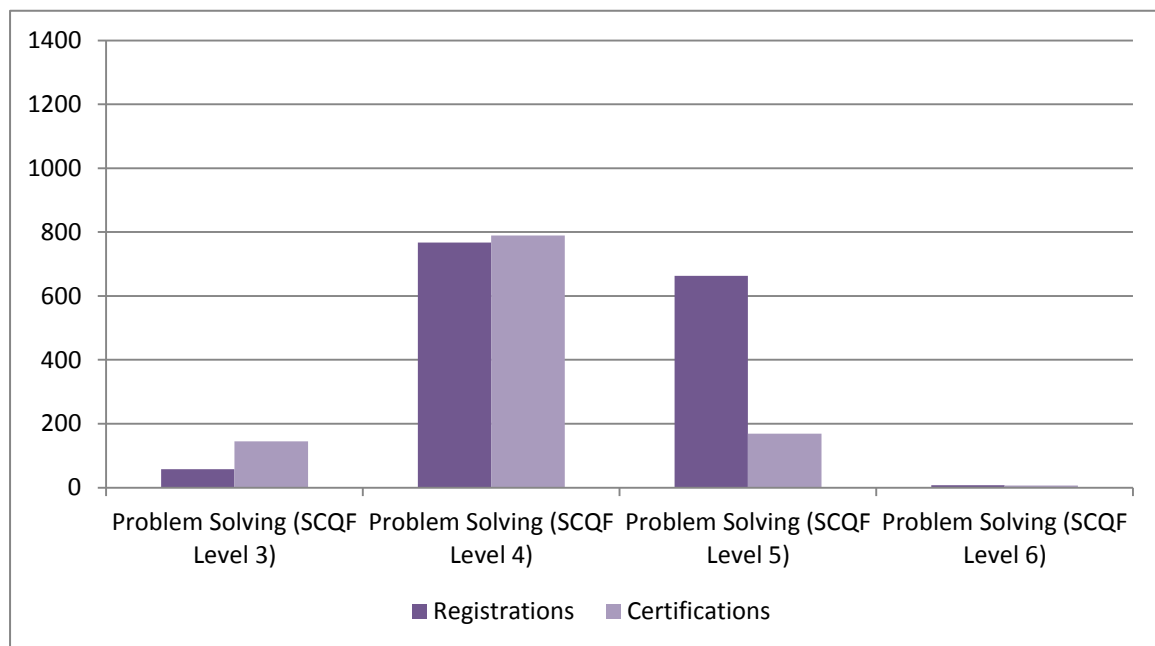 1400
1200
1000
800
600
400
200
0
Problem Solving (SCQF Level 3)
Problem Solving (SCQF Level 4)
Problem Solving (SCQF Level 5)
Problem Solving (SCQF Level 6)
Registrations
Certifications